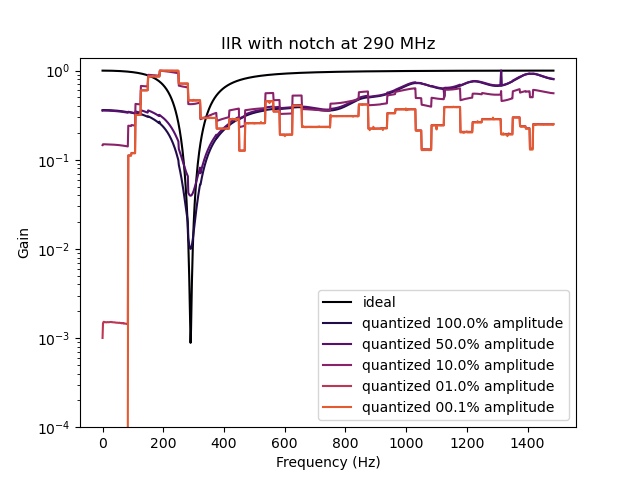 IIR with notch at 290 MHz
10^0
10^-1
10^-2
10^-3
10^-4
Gain
ideal
quantized 100.0% amplitude
quantized 50.0% amplitude
quantized 10.0% amplitude
quantized 01.0% amplitude
quantized 00.1% amplitude
0 200 400 600 800 1000 1200 1400
Frequency (Hz)